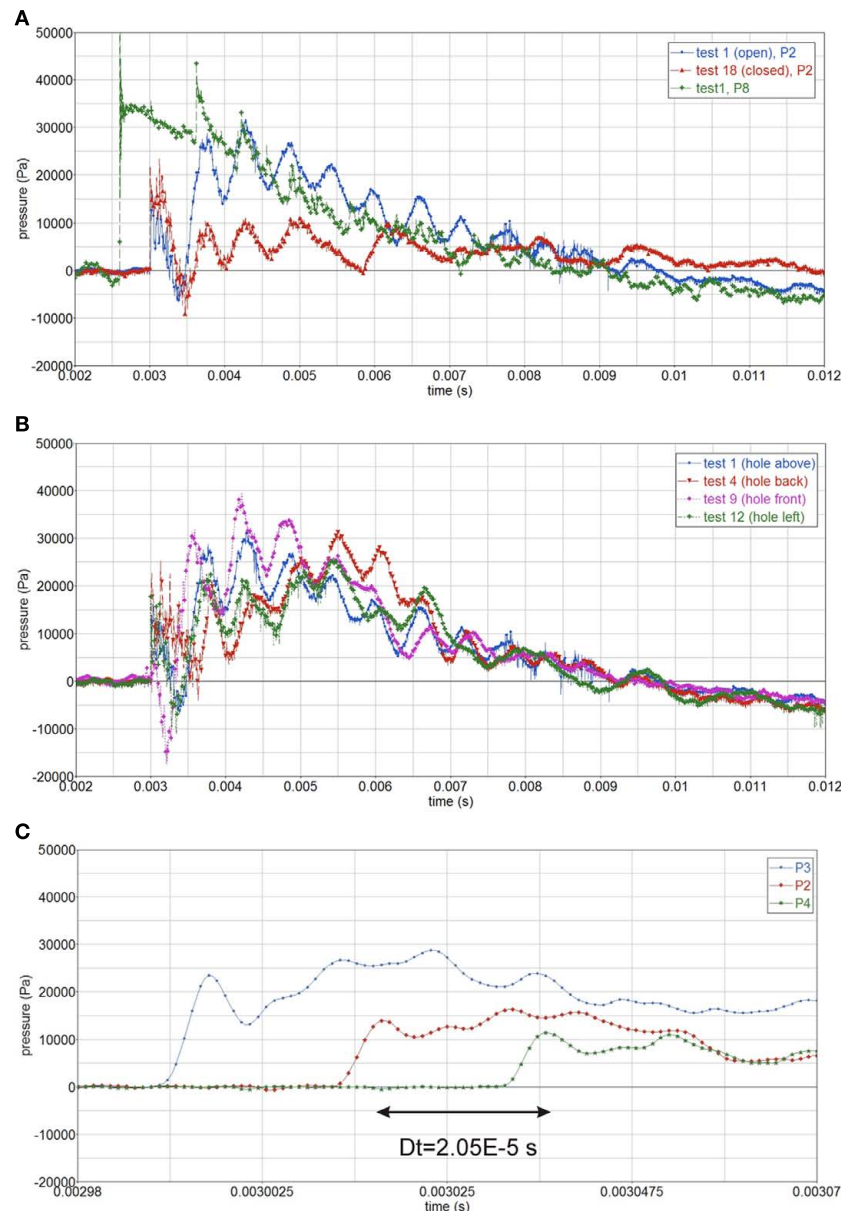 A
50000
40000
30000
20000
10000
0
-10000
-20000
pressure (Pa)
test 1 (open), P2
test 18 (closed), P2
test1, P8
0.002 0.003 0.004 0.005 0.006 0.007 0.008 0.009 0.01 0.011 0.012
time (s)
B
50000
40000
30000
20000
10000
0
-10000
-20000
pressure (Pa)
test 1 (hole above)
test 4 (hole back)
test 9 (hole front)
test 12 (hole left)
0.002 0.003 0.004 0.005 0.006 0.007 0.008 0.009 0.01 0.011 0.012
time (s)
C
50000
40000
30000
20000
10000
0
-10000
-20000
pressure (Pa)
P3
P2
P4
Dt=2.05E-5 s
0.00298 0.0030025 0.003025 0.0030475 0.00307
time (s)